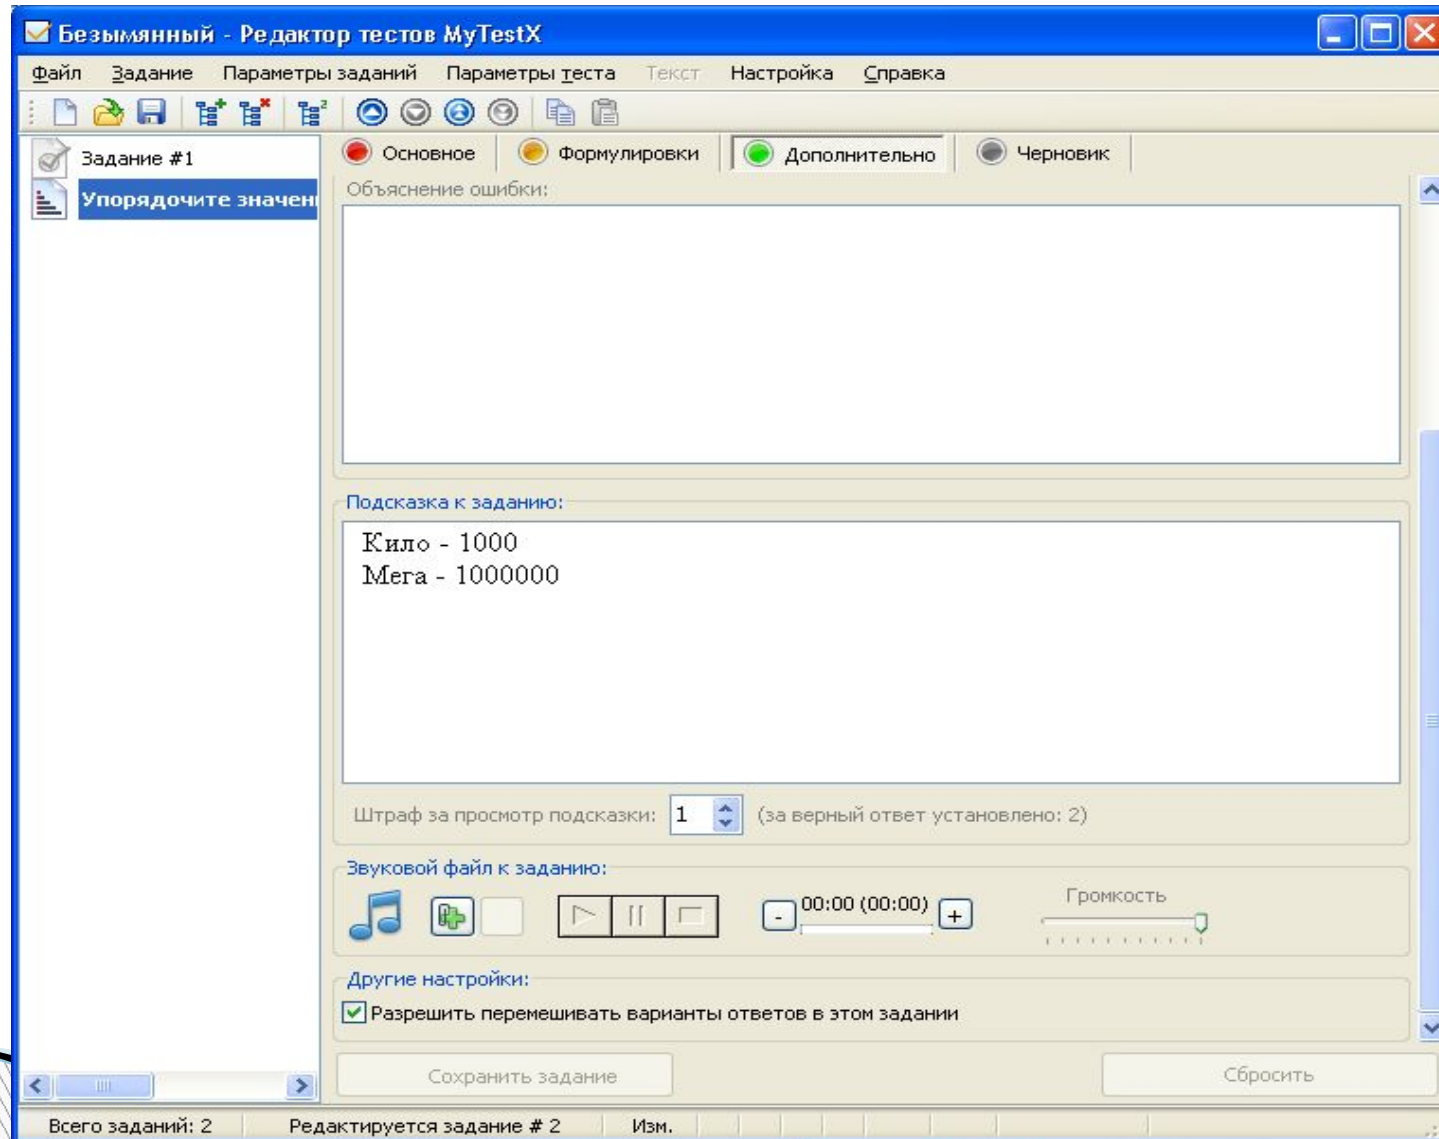 Безымянный - Редактор тестов MyTestX
Файл Задание Параметры заданий Параметры теста Текст Настройка Справка
Задание #1
Упорядочите значен
Основное Формулировки Дополнительно Черновик
Объяснение ошибки:
Подсказка к заданию:
Кило - 1000
Мега - 1000000
Штраф за просмотр подсказки: 1 (за верный ответ установлено: 2)
Звуковой файл к заданию:
- 00:00 (00:00) +
Громкость
Другие настройки:
Разрешить перемешивать варианты ответов в этом задании
Сохранить задание Сбросить
Всего заданий: 2 Редактируется задание # 2 Изм.